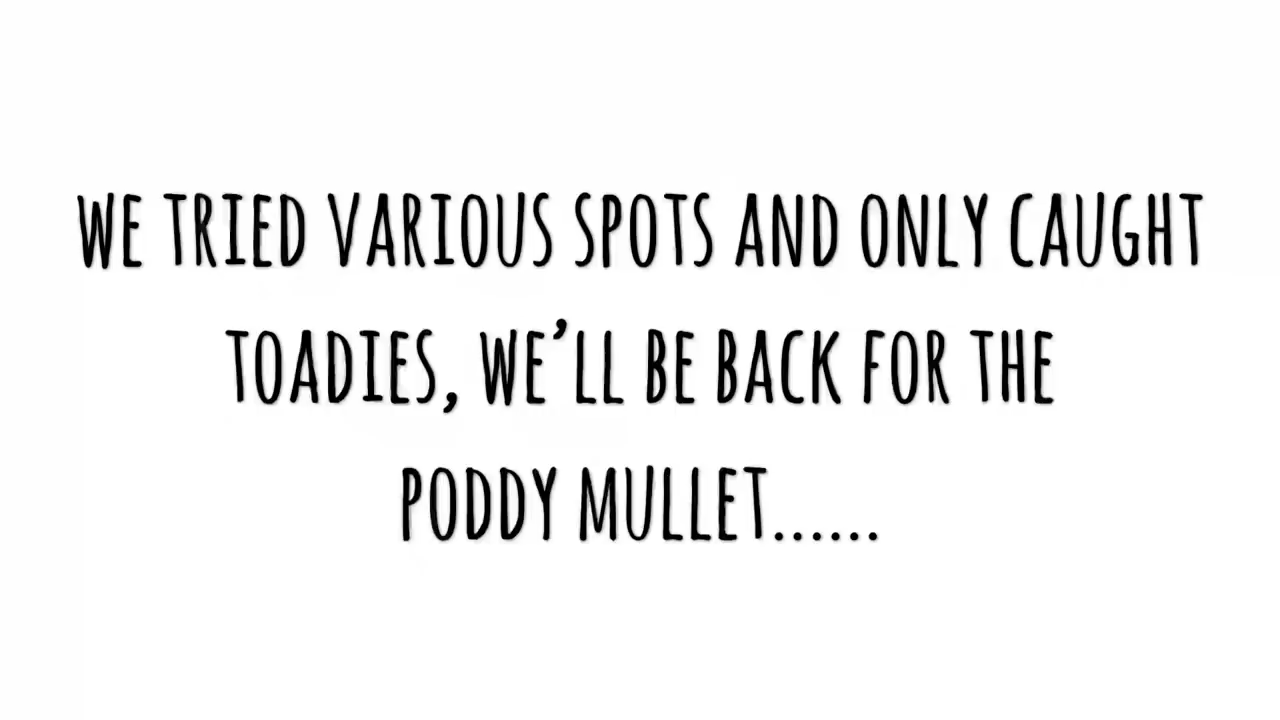 WE TRIED VARIOUS SPOTS AND ONLY CAUGHT
TOADIES, WE'LL BE BACK FOR THE
PODDY MULLET......